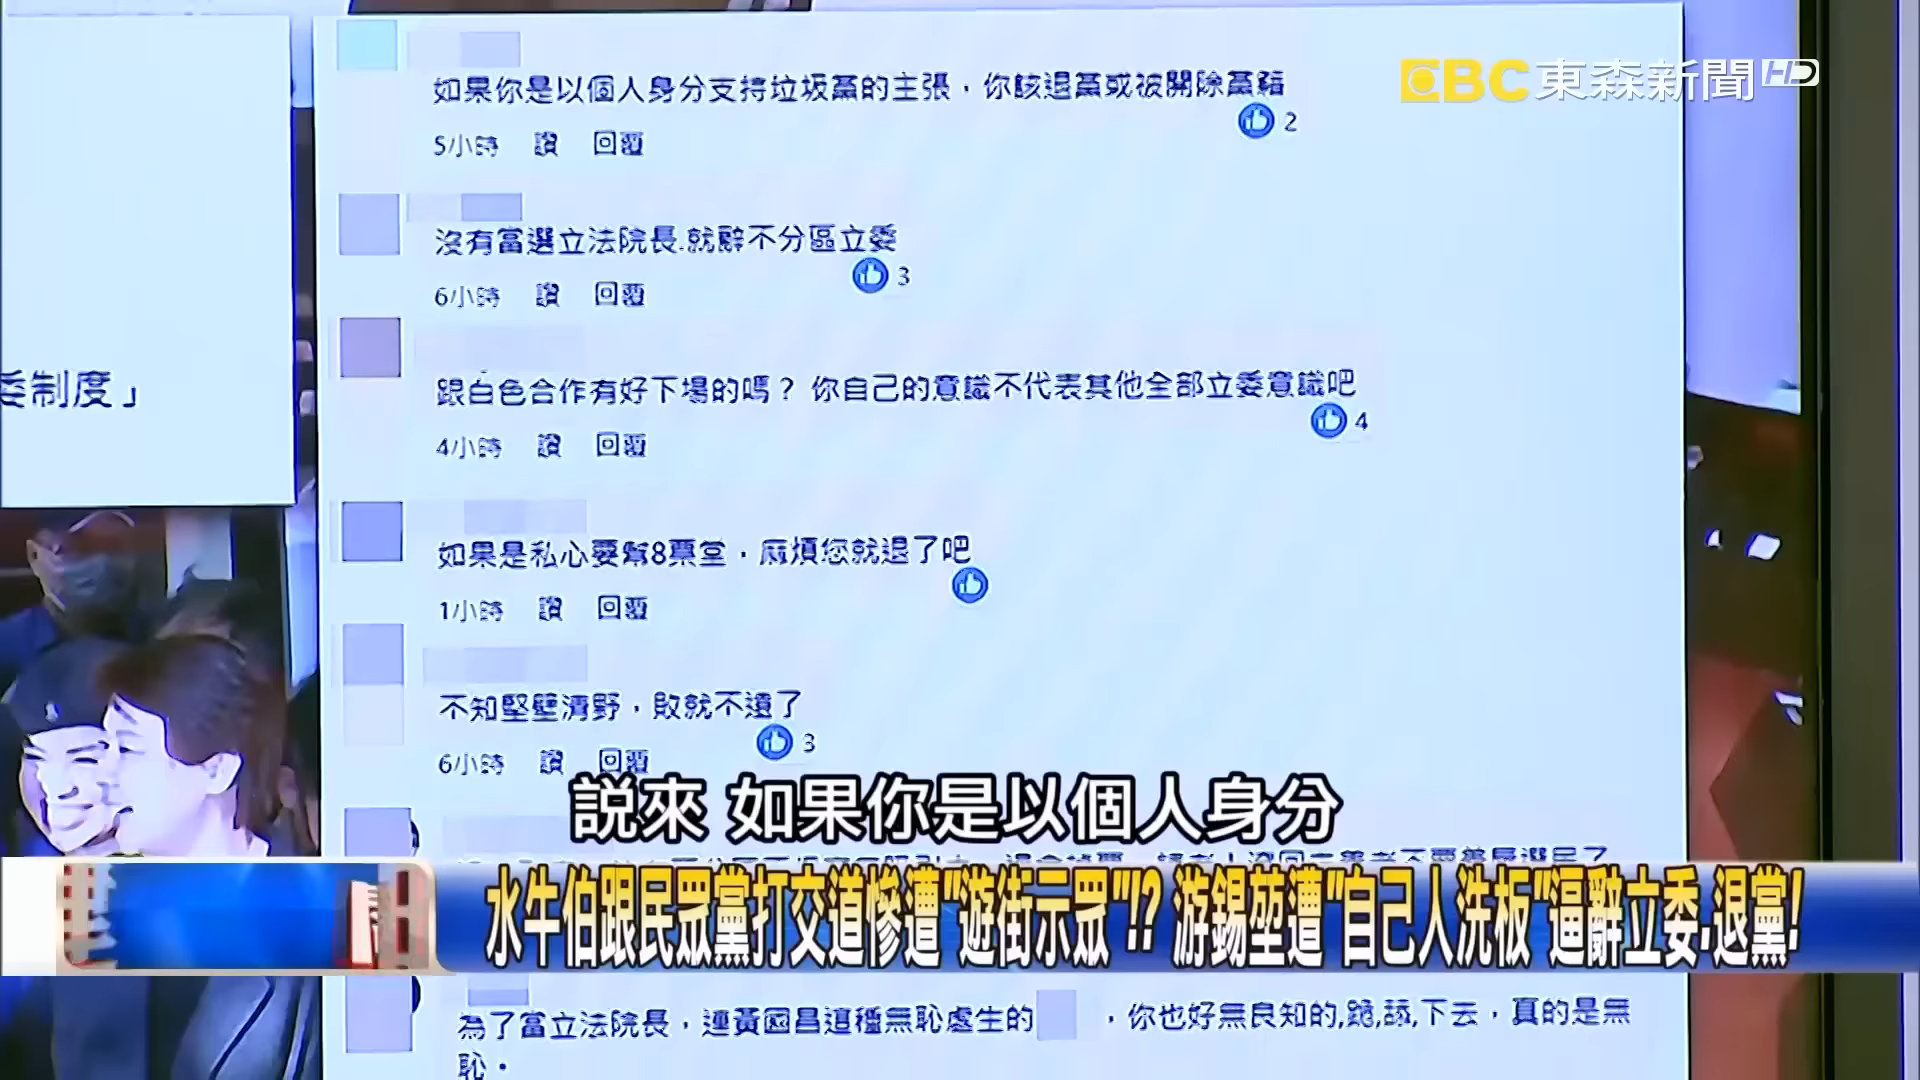 EBC 東森新聞 HD
如果你是以個人身分支持垃圾黨的主張，你該退黨或被開除黨籍
2
5小時 讚 回覆
沒有當選立法院長.就辭不分區立委
3
6小時 讚 回覆
委制度」
跟白色合作有好下場的嗎？ 你自己的意識不代表其他全部立委意識吧
4
4小時 讚 回覆
如果是私心要幫8票堂，麻煩您就退了吧
1小時 讚 回覆
不知堅壁清野，敗就不遠了
3
6小時 讚 回覆
説來 如果你是以個人身分
水牛伯跟民眾黨打交道慘遭"遊街示眾"!? 游錫堃遭"自己人洗板"逼辭立委.退黨!
為了當立法院長，連黃國昌這種無恥處生的 ，你也好無良知的,跪,舔,下去，真的是無
恥。